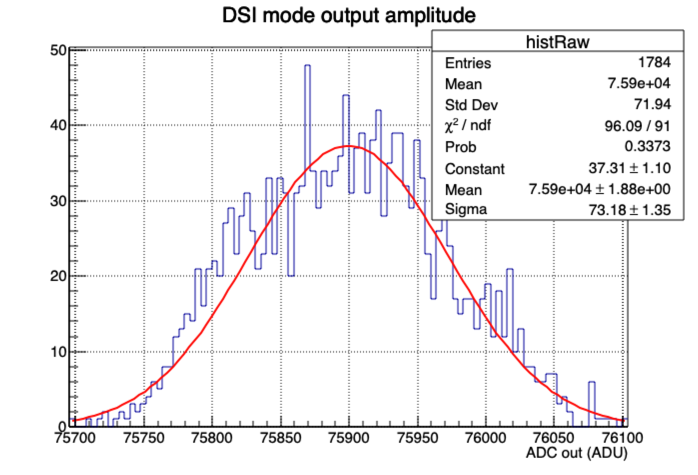 DSI mode output amplitude
histRaw
Entries 1784
Mean 7.59e+04
Std Dev 71.94
χ² / ndf 96.09 / 91
Prob 0.3373
Constant 37.31 ± 1.10
Mean 7.59e+04 ± 1.88e+00
Sigma 73.18 ± 1.35
50
40
30
20
10
0
75700 75750 75800 75850 75900 75950 76000 76050 76100
ADC out (ADU)